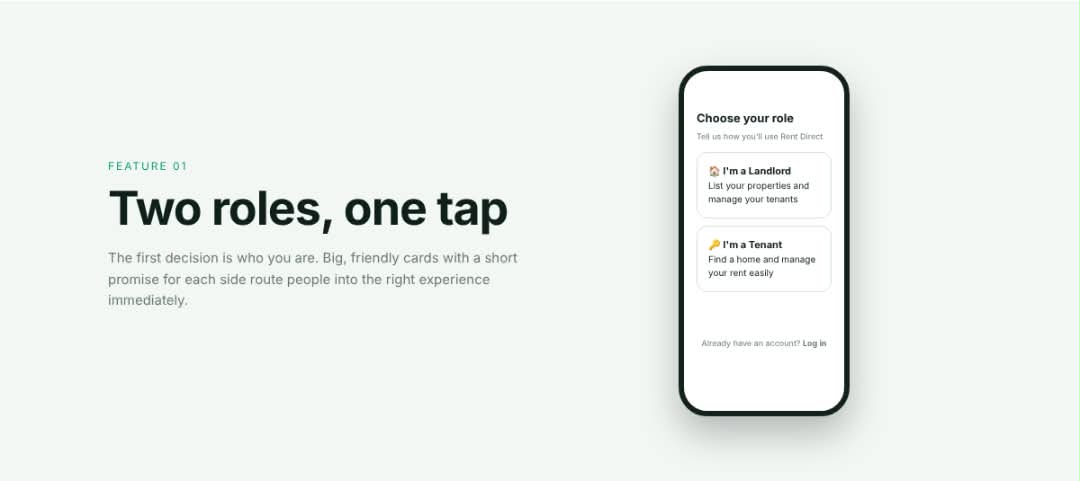 FEATURE 01
Two roles, one tap
The first decision is who you are. Big, friendly cards with a short
promise for each side route people into the right experience
immediately.
Choose your role
Tell us how you'll use Rent Direct
🏠 I'm a Landlord
List your properties and
manage your tenants
🔑 I'm a Tenant
Find a home and manage
your rent easily
Already have an account? Log in